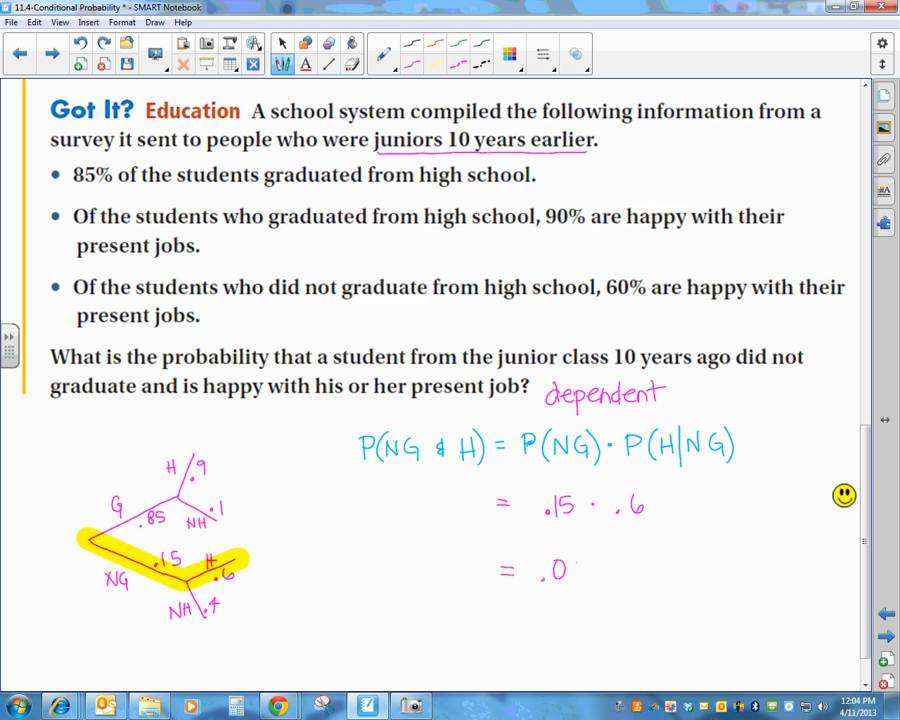 11.4-Conditional Probability * - SMART Notebook
File Edit View Insert Format Draw Help
Got It? Education A school system compiled the following information from a
survey it sent to people who were juniors 10 years earlier.
• 85% of the students graduated from high school.
• Of the students who graduated from high school, 90% are happy with their
present jobs.
• Of the students who did not graduate from high school, 60% are happy with their
present jobs.
What is the probability that a student from the junior class 10 years ago did not
graduate and is happy with his or her present job?
dependent
P(NG & H) = P(NG) · P(H|NG)
= .15 · .6
= .0
H .9
G
.85
NH .1
.15
H
.6
NG
NH .4
12:04 PM
4/11/2013